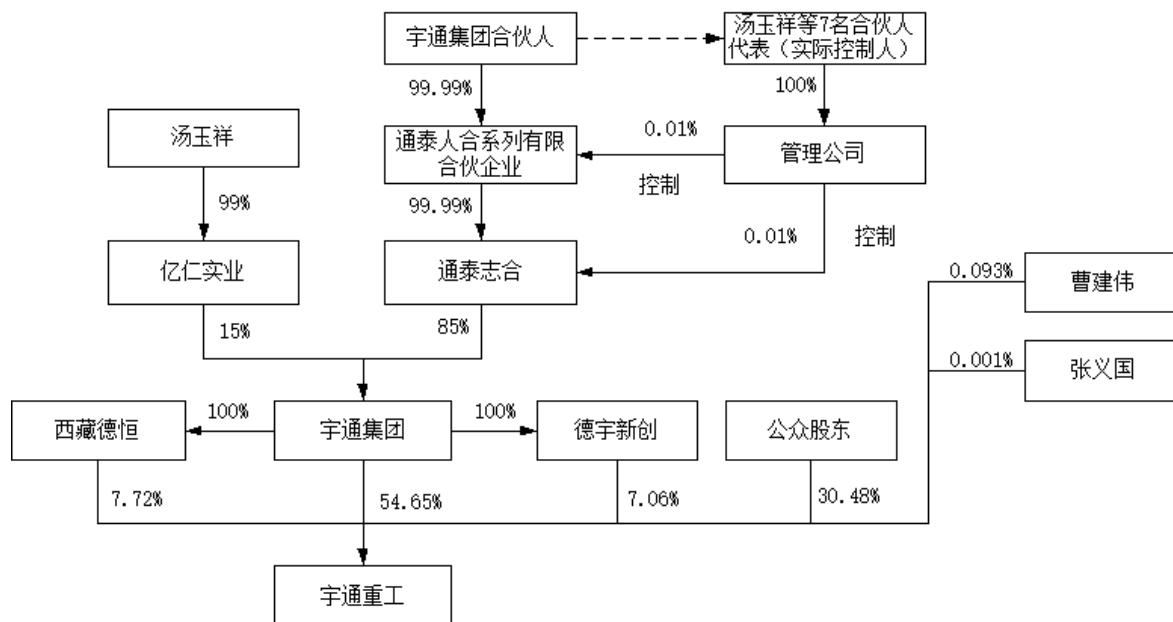 宇通集团合伙人
汤玉祥等7名合伙人
代表（实际控制人）
99.99%
100%
汤玉祥
通泰人合系列有限
合伙企业
0.01%
管理公司
控制
99%
99.99%
0.01%
控制
亿仁实业
通泰志合
0.093%
曹建伟
15%
85%
0.001%
张义国
西藏德恒
100%
宇通集团
100%
德宇新创
公众股东
7.72%
54.65%
7.06%
30.48%
宇通重工